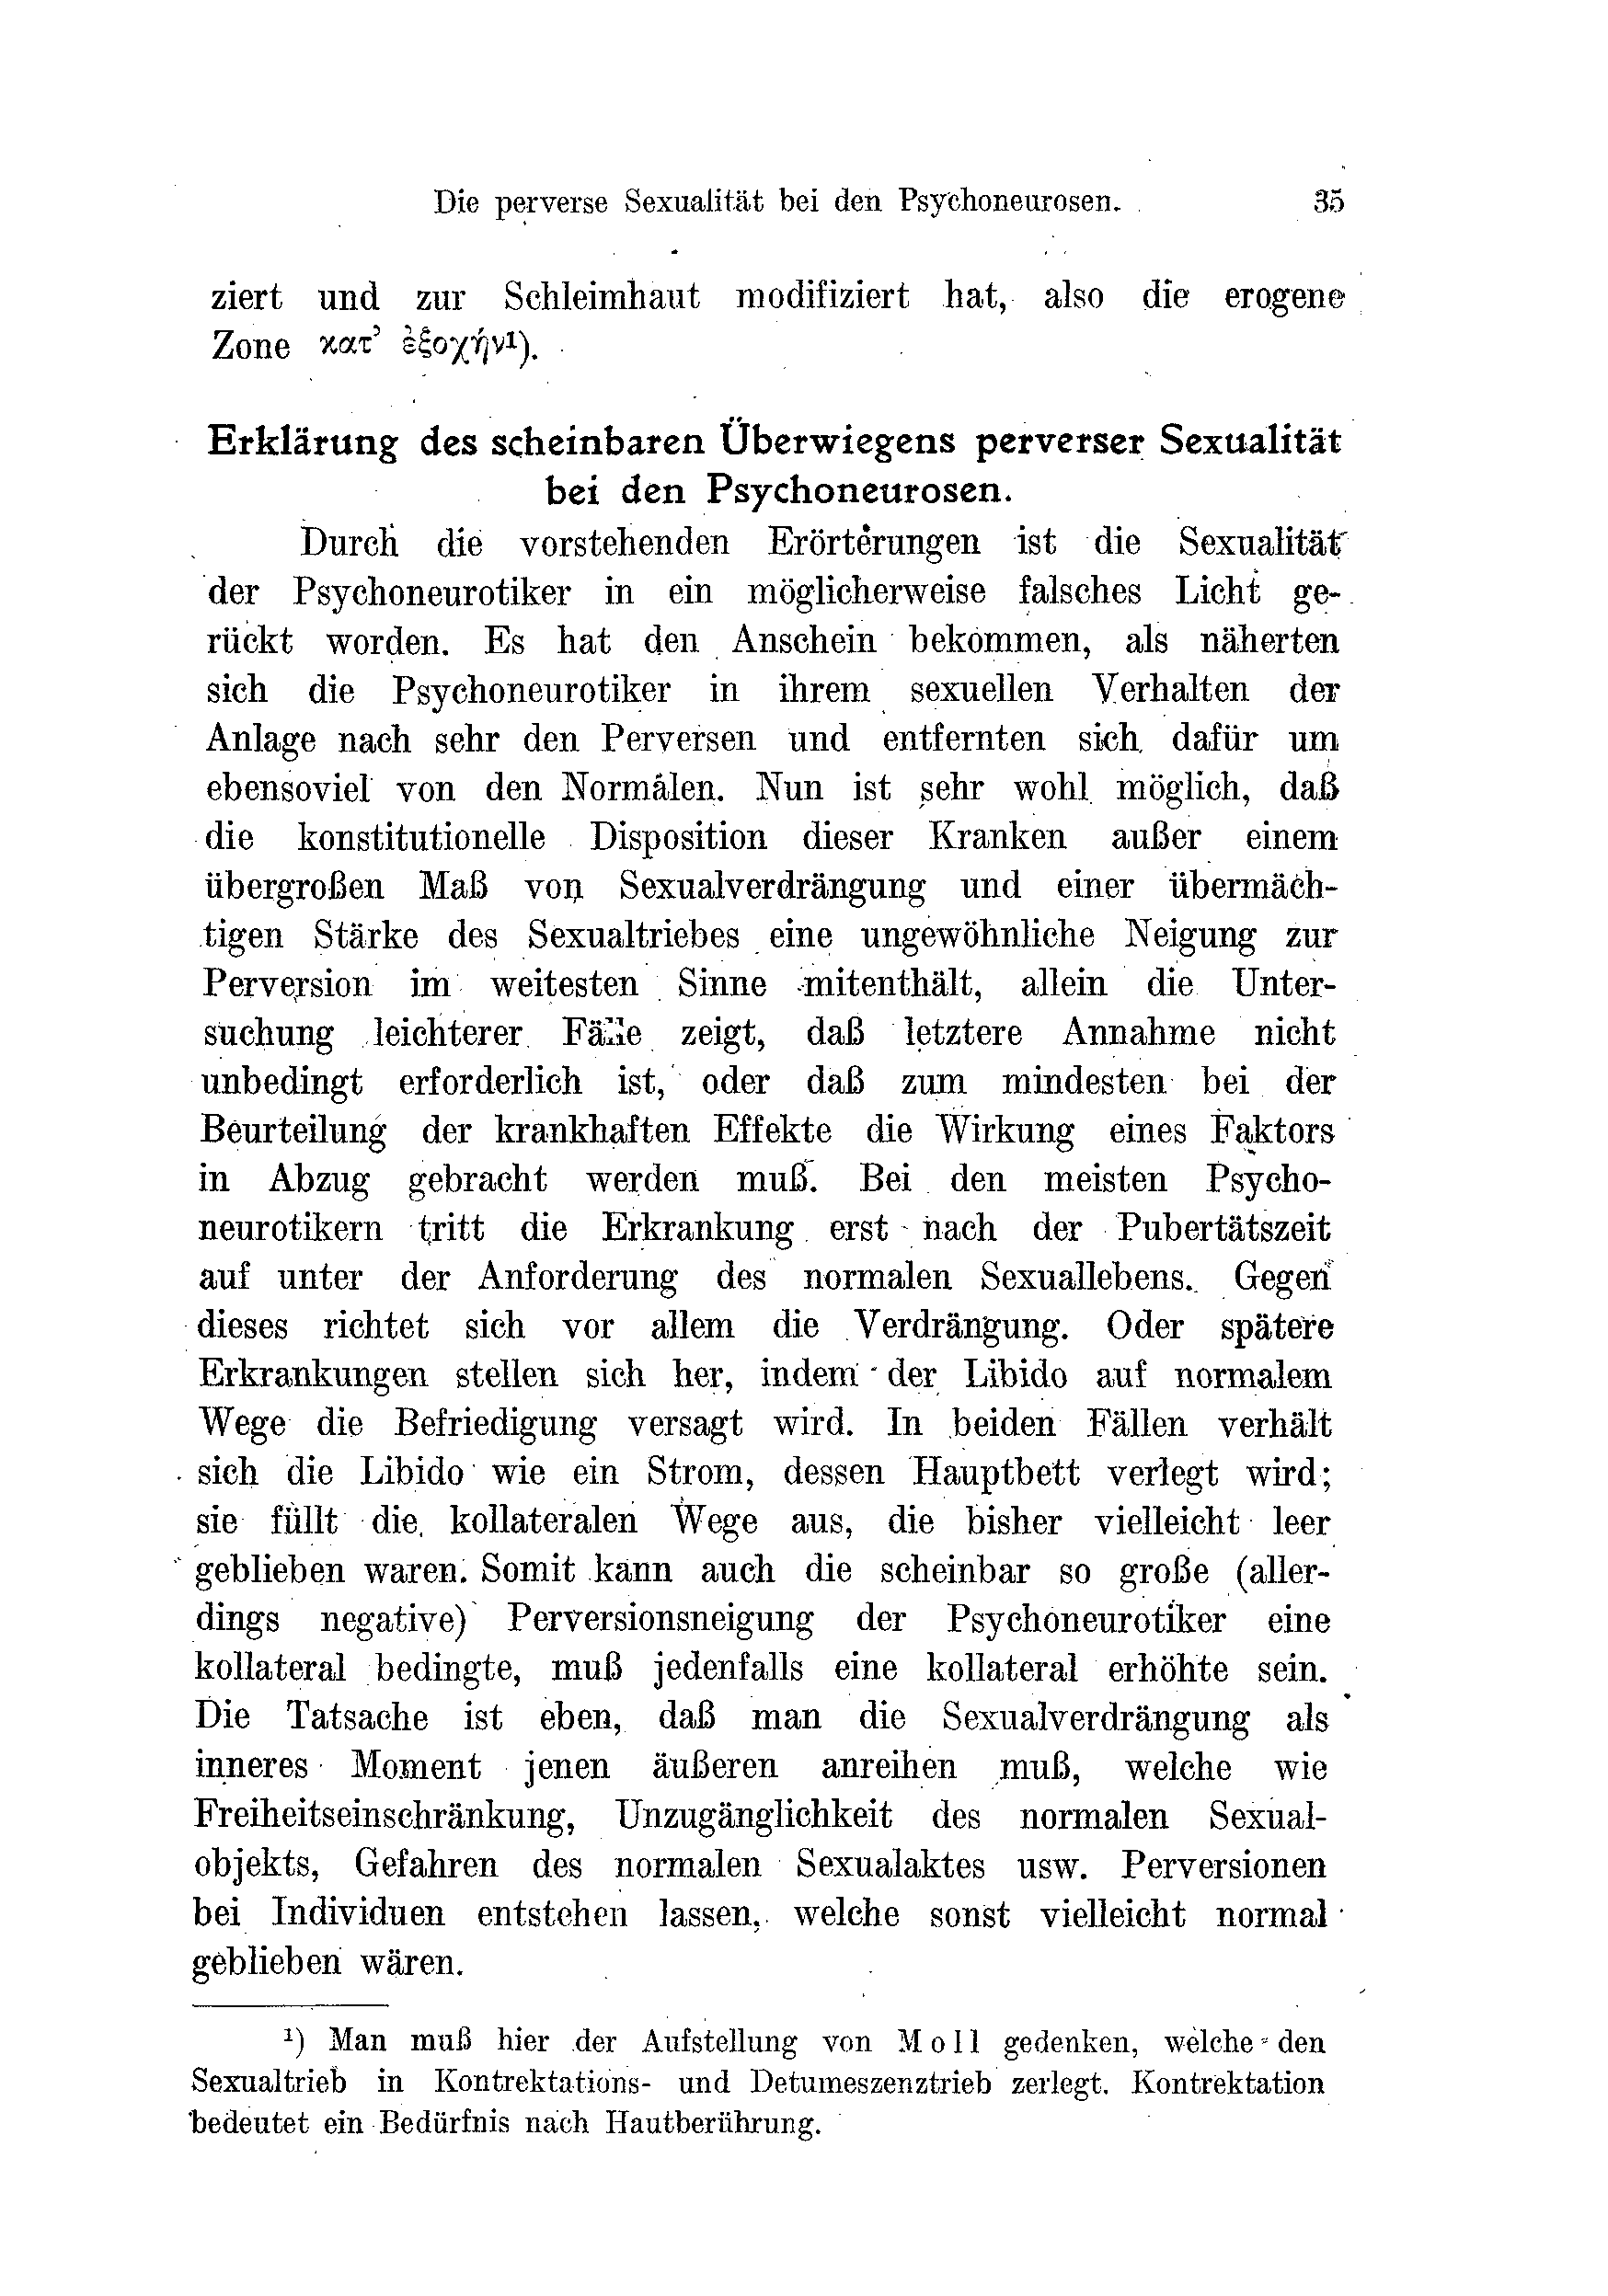 Die perverse Sexualität bei den Psychoneurosen. 35
ziert und zur Schleimhaut modifiziert hat, also die erogene
Zone κατ’ ἐξοχήν¹).
Erklärung des scheinbaren Überwiegens perverser Sexualität
bei den Psychoneurosen.
Durch die vorstehenden Erörterungen ist die Sexualität
der Psychoneurotiker in ein möglicherweise falsches Licht ge-
rückt worden. Es hat den Anschein bekommen, als näherten
sich die Psychoneurotiker in ihrem sexuellen Verhalten der
Anlage nach sehr den Perversen und entfernten sich dafür um
ebensoviel von den Normalen. Nun ist sehr wohl möglich, daß
die konstitutionelle Disposition dieser Kranken außer einem
übergroßen Maß von Sexualverdrängung und einer übermäch-
tigen Stärke des Sexualtriebes eine ungewöhnliche Neigung zur
Perversion im weitesten Sinne mitenthält, allein die Unter-
suchung leichterer Fälle zeigt, daß letztere Annahme nicht
unbedingt erforderlich ist, oder daß zum mindesten bei der
Beurteilung der krankhaften Effekte die Wirkung eines Faktors
in Abzug gebracht werden muß. Bei den meisten Psycho-
neurotikern tritt die Erkrankung erst nach der Pubertätszeit
auf unter der Anforderung des normalen Sexuallebens. Gegen
dieses richtet sich vor allem die Verdrängung. Oder spätere
Erkrankungen stellen sich her, indem der Libido auf normalem
Wege die Befriedigung versagt wird. In beiden Fällen verhält
sich die Libido wie ein Strom, dessen Hauptbett verlegt wird;
sie füllt die kollateralen Wege aus, die bisher vielleicht leer
geblieben waren. Somit kann auch die scheinbar so große (aller-
dings negative) Perversionsneigung der Psychoneurotiker eine
kollateral bedingte, muß jedenfalls eine kollateral erhöhte sein.
Die Tatsache ist eben, daß man die Sexualverdrängung als
inneres Moment jenen äußeren anreihen muß, welche wie
Freiheitseinschränkung, Unzugänglichkeit des normalen Sexual-
objekts, Gefahren des normalen Sexualaktes usw. Perversionen
bei Individuen entstehen lassen, welche sonst vielleicht normal
geblieben wären.
¹) Man muß hier der Aufstellung von Moll gedenken, welche den
Sexualtrieb in Kontrektations- und Detumeszenztrieb zerlegt. Kontrektation
bedeutet ein Bedürfnis nach Hautberührung.